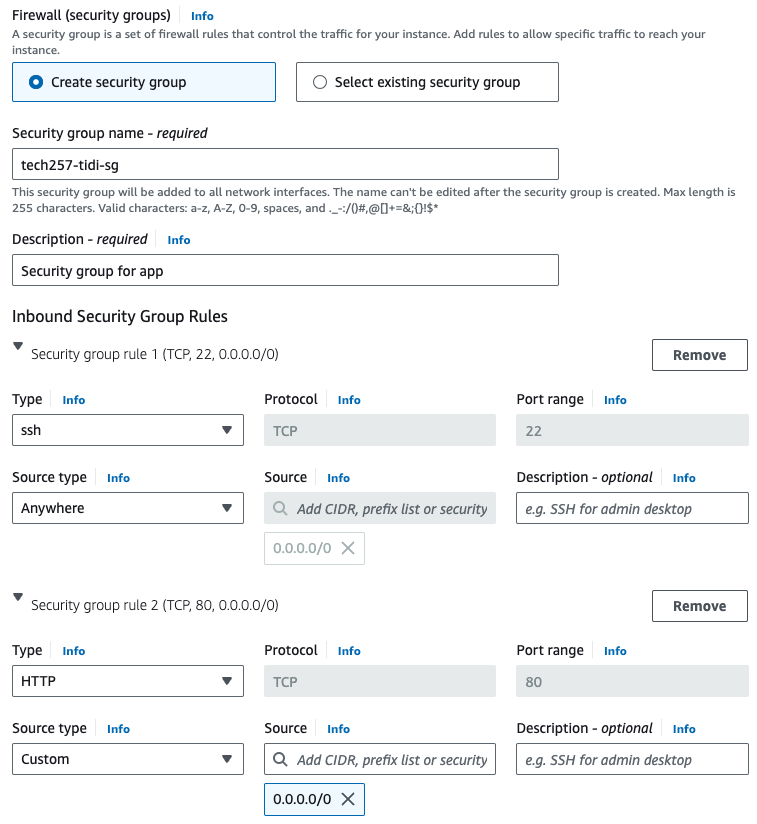 Firewall (security groups) Info
A security group is a set of firewall rules that control the traffic for your instance. Add rules to allow specific traffic to reach your
instance.
Create security group Select existing security group
Security group name - required
tech257-tidi-sg
This security group will be added to all network interfaces. The name can't be edited after the security group is created. Max length is
255 characters. Valid characters: a-z, A-Z, 0-9, spaces, and ._-:/()#,@[]+=&;{}!$*
Description - required Info
Security group for app
Inbound Security Group Rules
Security group rule 1 (TCP, 22, 0.0.0.0/0) Remove
Type Info Protocol Info Port range Info
ssh TCP 22
Source type Info Source Info Description - optional Info
Anywhere Add CIDR, prefix list or security e.g. SSH for admin desktop
0.0.0.0/0
Security group rule 2 (TCP, 80, 0.0.0.0/0) Remove
Type Info Protocol Info Port range Info
HTTP TCP 80
Source type Info Source Info Description - optional Info
Custom Add CIDR, prefix list or security e.g. SSH for admin desktop
0.0.0.0/0